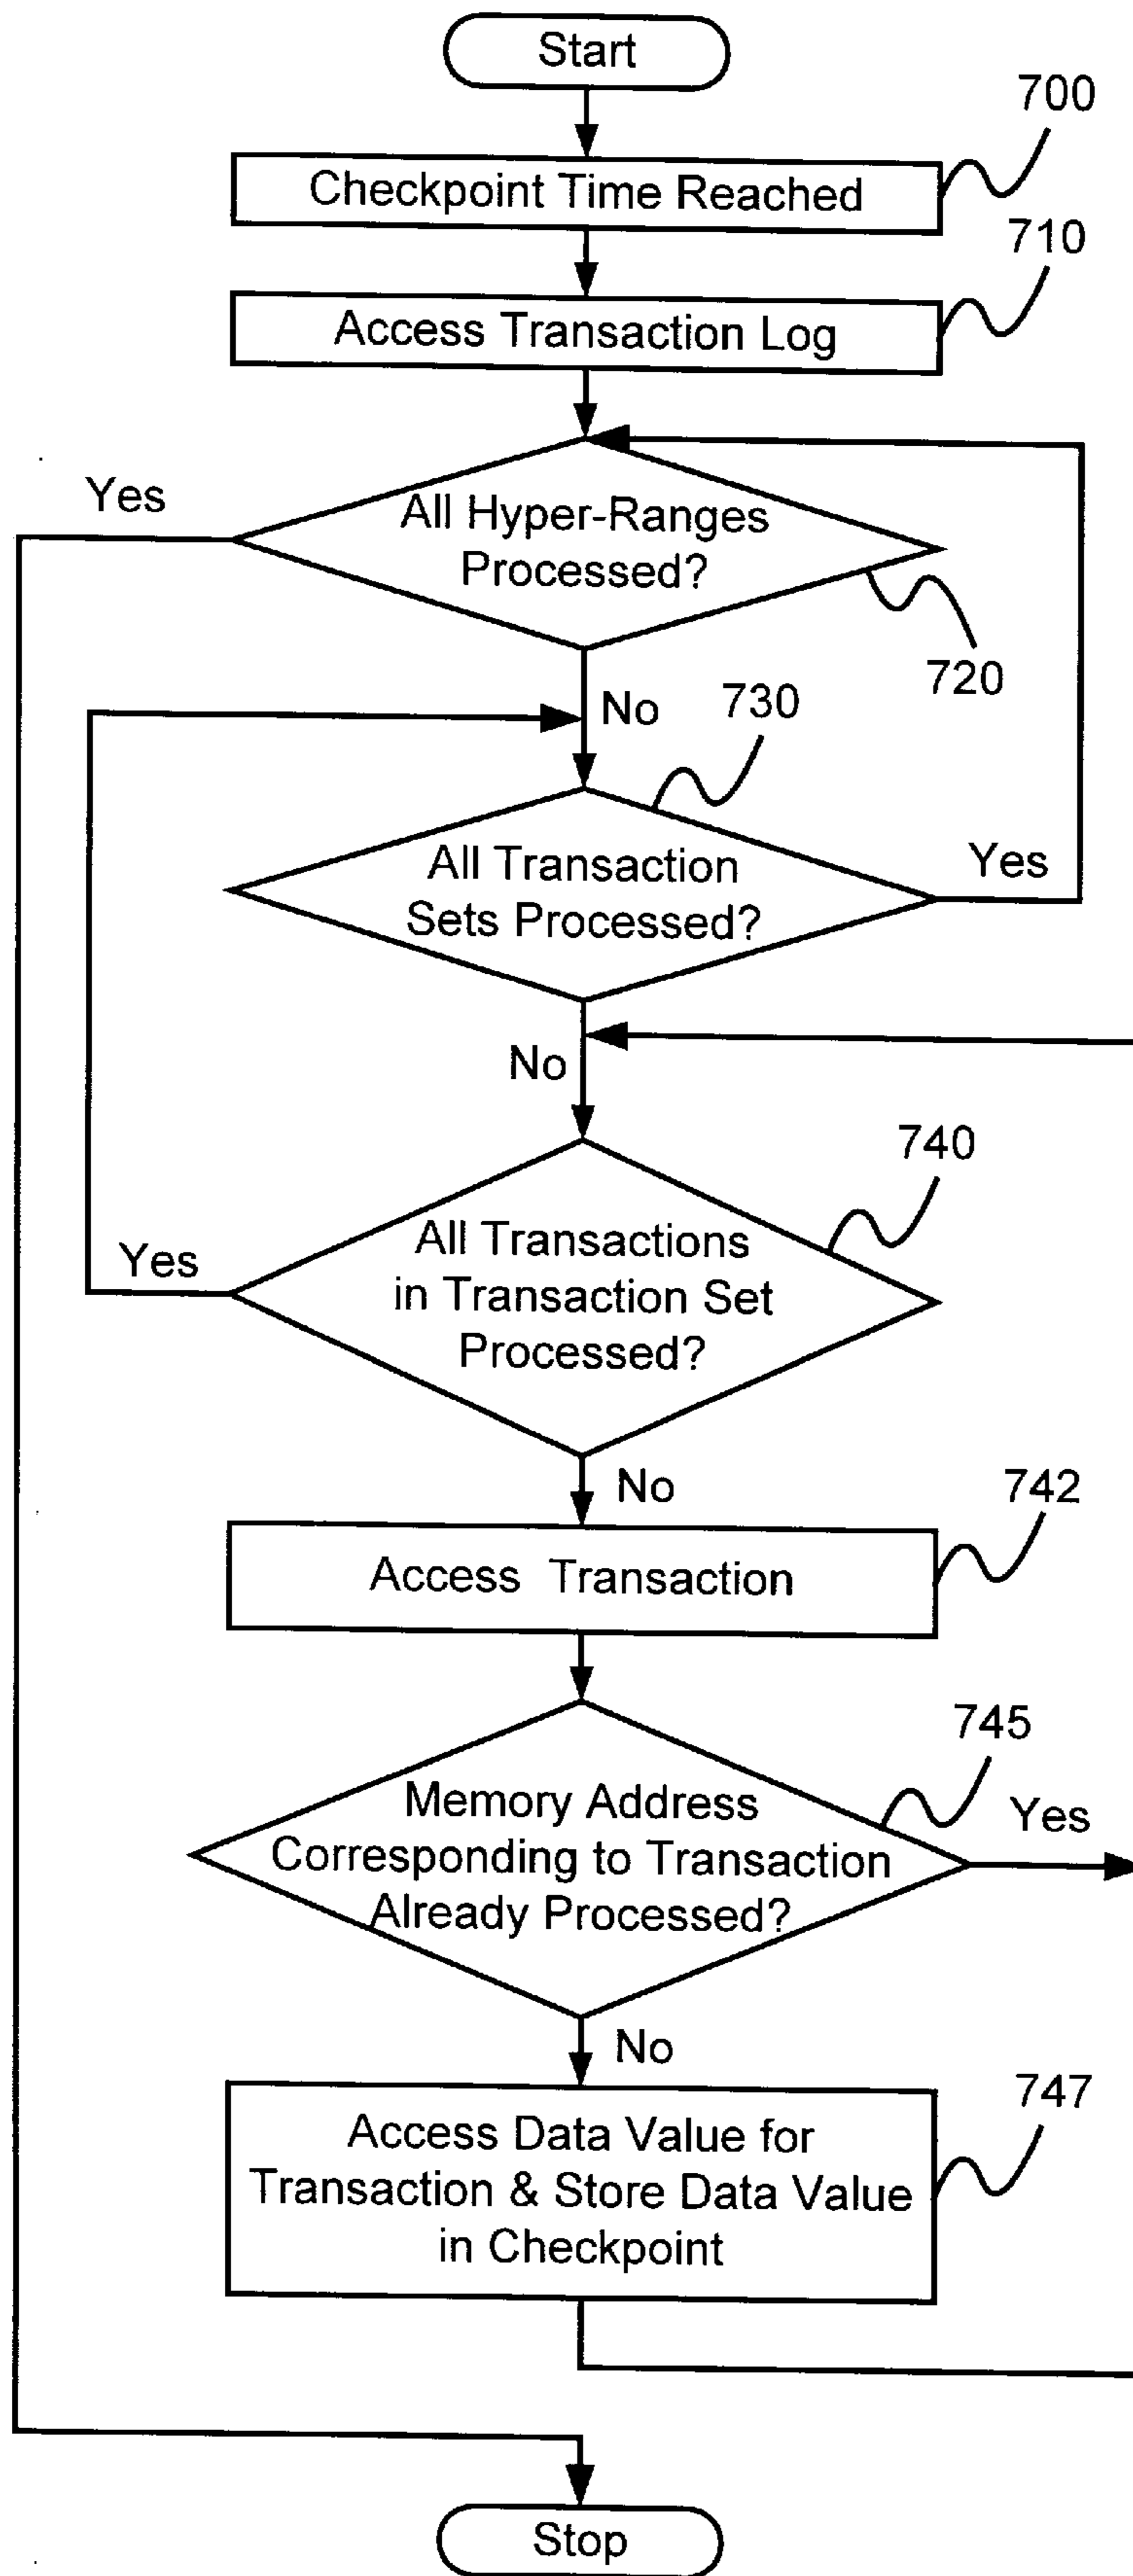 Start
700
Checkpoint Time Reached
710
Access Transaction Log
Yes
All Hyper-Ranges
Processed?
720
No
730
All Transaction
Sets Processed?
Yes
No
740
All Transactions
in Transaction Set
Processed?
Yes
No
742
Access Transaction
745
Memory Address
Corresponding to Transaction
Already Processed?
Yes
No
747
Access Data Value for
Transaction & Store Data Value
in Checkpoint
Stop